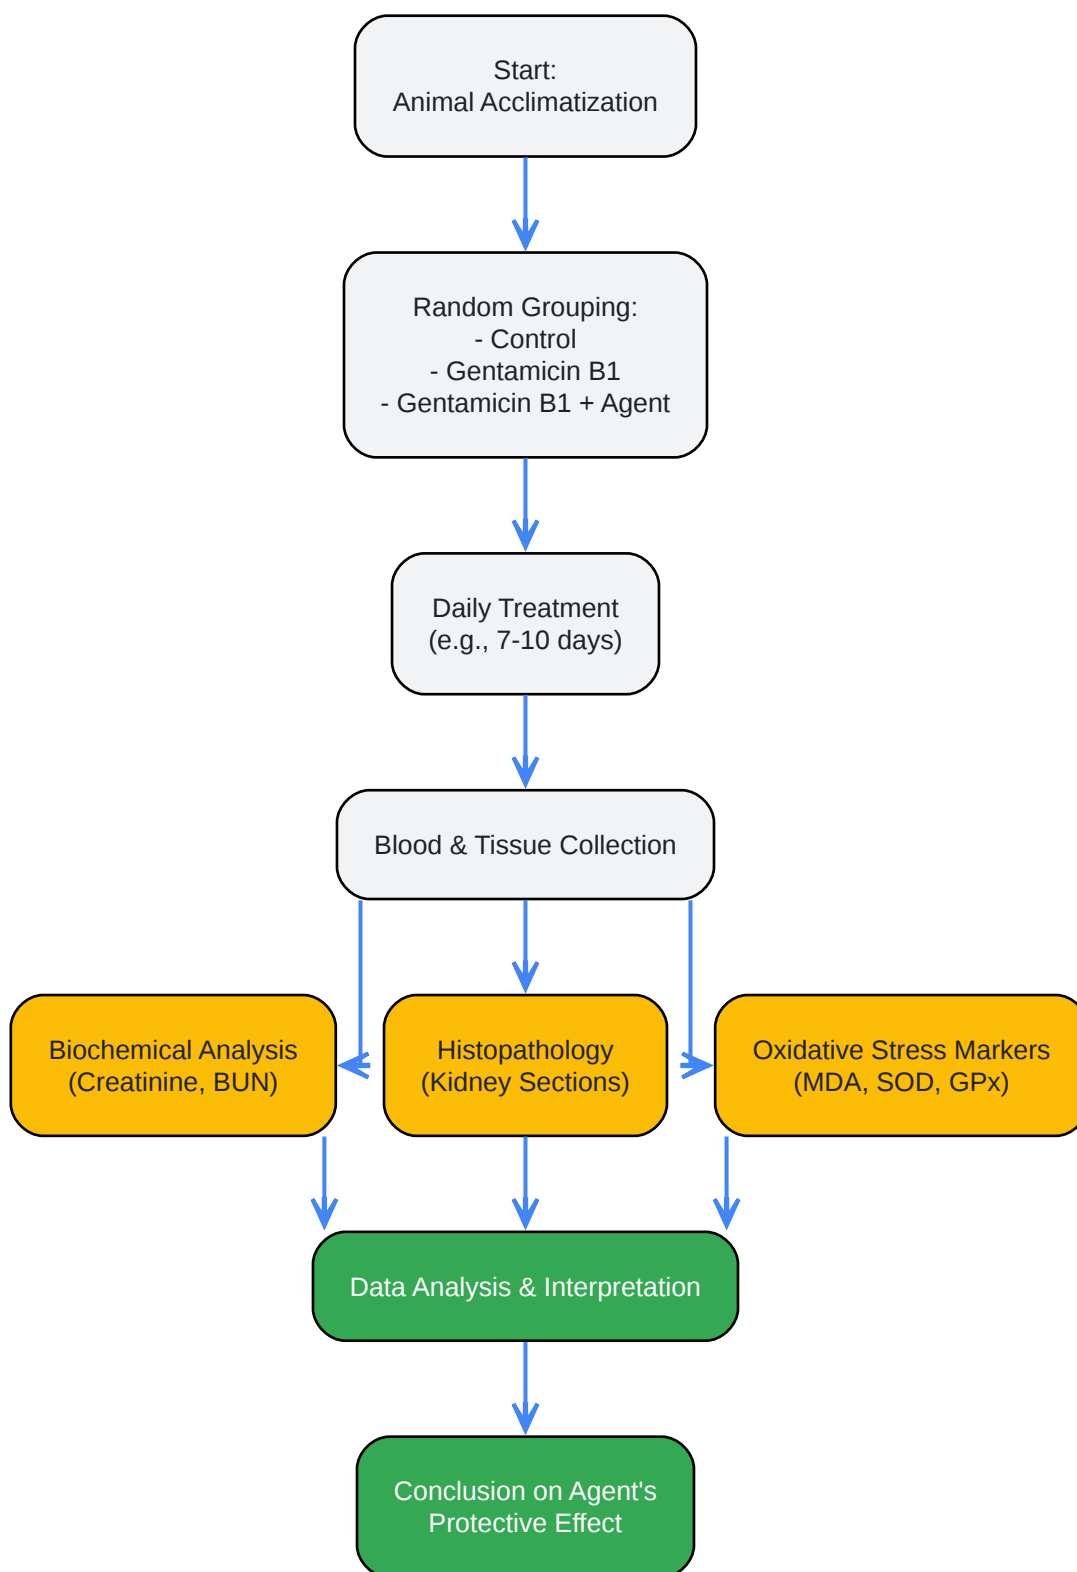 Start:
Animal Acclimatization
Random Grouping:
- Control
- Gentamicin B1
- Gentamicin B1 + Agent
Daily Treatment
(e.g., 7-10 days)
Blood & Tissue Collection
Biochemical Analysis
(Creatinine, BUN)
Histopathology
(Kidney Sections)
Oxidative Stress Markers
(MDA, SOD, GPx)
Data Analysis & Interpretation
Conclusion on Agent's
Protective Effect